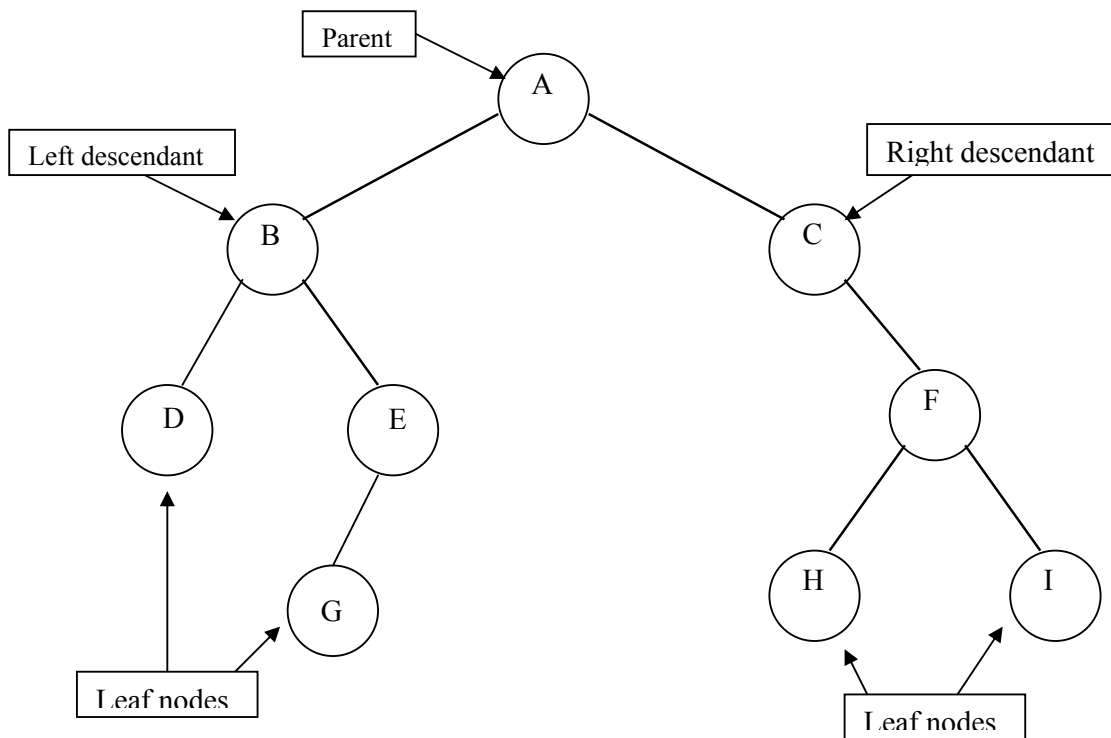 Parent
A
Left descendant
Right descendant
B
C
D
E
F
G
H
I
Leaf nodes
Leaf nodes